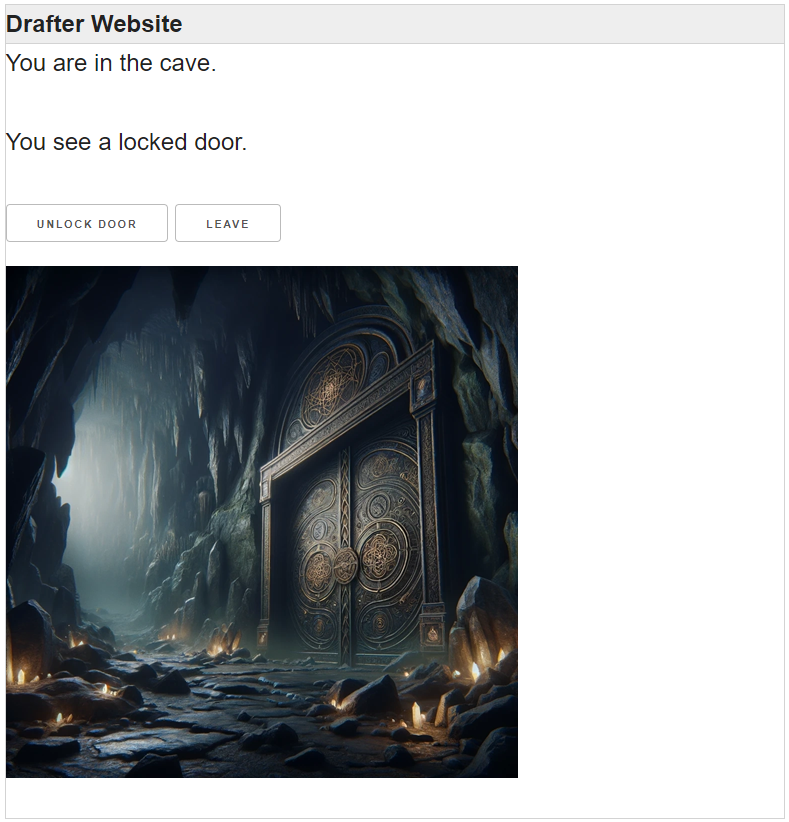 Drafter Website
You are in the cave.
You see a locked door.
UNLOCK DOOR LEAVE